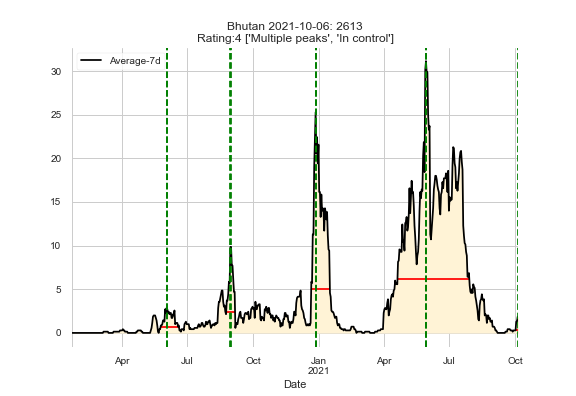 Bhutan 2021-10-06: 2613
Rating:4 ['Multiple peaks', 'In control']
Average-7d
30
25
20
15
10
5
0
Apr Jul Oct Jan Apr Jul Oct
2021
Date